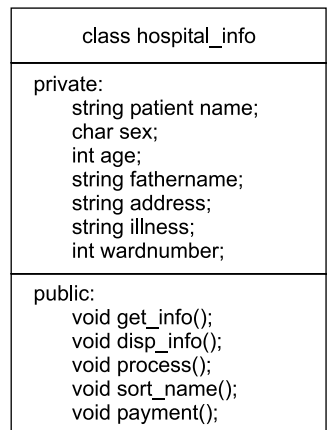 class hospital_info
private:
string patient name;
char sex;
int age;
string fathername;
string address;
string illness;
int wardnumber;
public:
void get_info();
void disp_info();
void process();
void sort_name();
void payment();